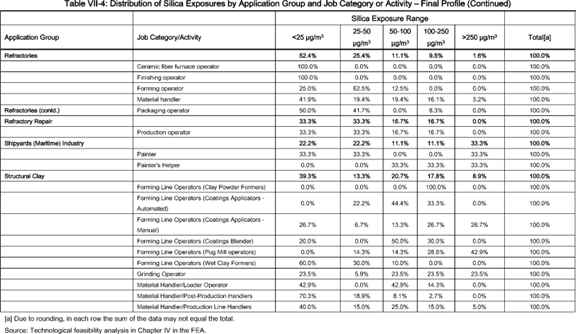 Table VII-4: Distribution of Silica Exposures by Application Group and Job Category or Activity – Final Profile (Continued)
Silica Exposure Range
Application Group Job Category/Activity <25 µg/m³ 25-50 µg/m³ 50-100 µg/m³ 100-250 µg/m³ >250 µg/m³ Total[a]
Refractories 52.4% 25.4% 11.1% 9.5% 1.6% 100.0%
Ceramic fiber furnace operator 100.0% 0.0% 0.0% 0.0% 0.0% 100.0%
Finishing operator 100.0% 0.0% 0.0% 0.0% 0.0% 100.0%
Forming operator 25.0% 62.5% 12.5% 0.0% 0.0% 100.0%
Material handler 41.9% 19.4% 19.4% 16.1% 3.2% 100.0%
Refractories (contd.) Packaging operator 50.0% 41.7% 0.0% 8.3% 0.0% 100.0%
Refractory Repair 33.3% 33.3% 16.7% 16.7% 0.0% 100.0%
Production operator 33.3% 33.3% 16.7% 16.7% 0.0% 100.0%
Shipyards (Maritime) Industry 22.2% 22.2% 11.1% 11.1% 33.3% 100.0%
Painter 33.3% 33.3% 0.0% 0.0% 33.3% 100.0%
Painter's Helper 0.0% 0.0% 33.3% 33.3% 33.3% 100.0%
Structural Clay 39.3% 13.3% 20.7% 17.8% 8.9% 100.0%
Forming Line Operators (Clay Powder Formers) 0.0% 0.0% 0.0% 100.0% 0.0% 100.0%
Forming Line Operators (Coatings Applicators -
Automated) 0.0% 22.2% 44.4% 33.3% 0.0% 100.0%
Forming Line Operators (Coatings Applicators -
Manual) 26.7% 6.7% 13.3% 26.7% 26.7% 100.0%
Forming Line Operators (Coatings Blender) 20.0% 0.0% 50.0% 30.0% 0.0% 100.0%
Forming Line Operators (Pug Mill operators) 0.0% 14.3% 14.3% 28.6% 42.9% 100.0%
Forming Line Operators (Wet Clay Formers) 60.0% 30.0% 10.0% 0.0% 0.0% 100.0%
Grinding Operator 23.5% 5.9% 23.5% 23.5% 23.5% 100.0%
Material Handler/Loader Operator 42.9% 0.0% 42.9% 14.3% 0.0% 100.0%
Material Handler/Post-Production Handlers 70.3% 18.9% 8.1% 2.7% 0.0% 100.0%
Material Handler/Production Line Handlers 40.0% 15.0% 25.0% 15.0% 5.0% 100.0%
[a] Due to rounding, in each row the sum of the data may not equal the total.
Source: Technological feasibility analysis in Chapter IV in the FEA.